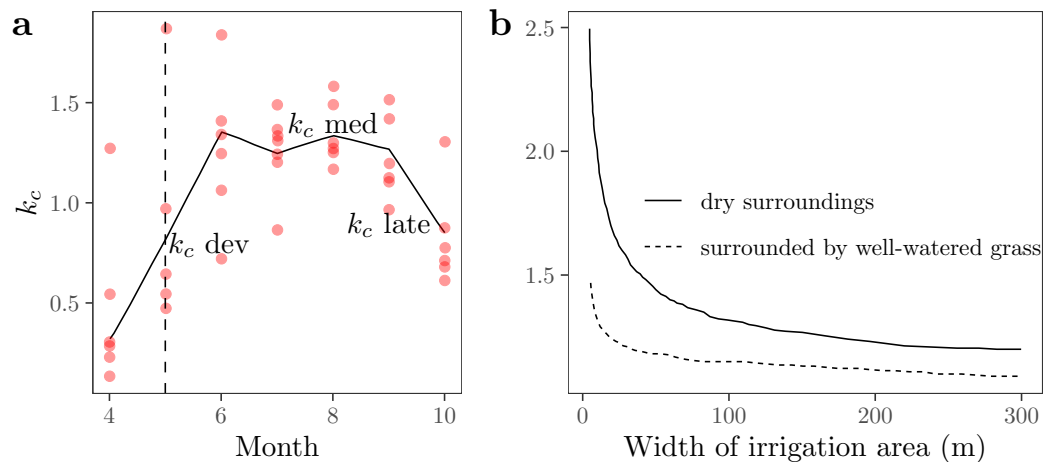 a
k_c
1.5
1.0
0.5
k_c med
k_c dev
k_c late
4
6
8
10
Month
b
2.5
2.0
1.5
dry surroundings
surrounded by well-watered grass
0
100
200
300
Width of irrigation area (m)